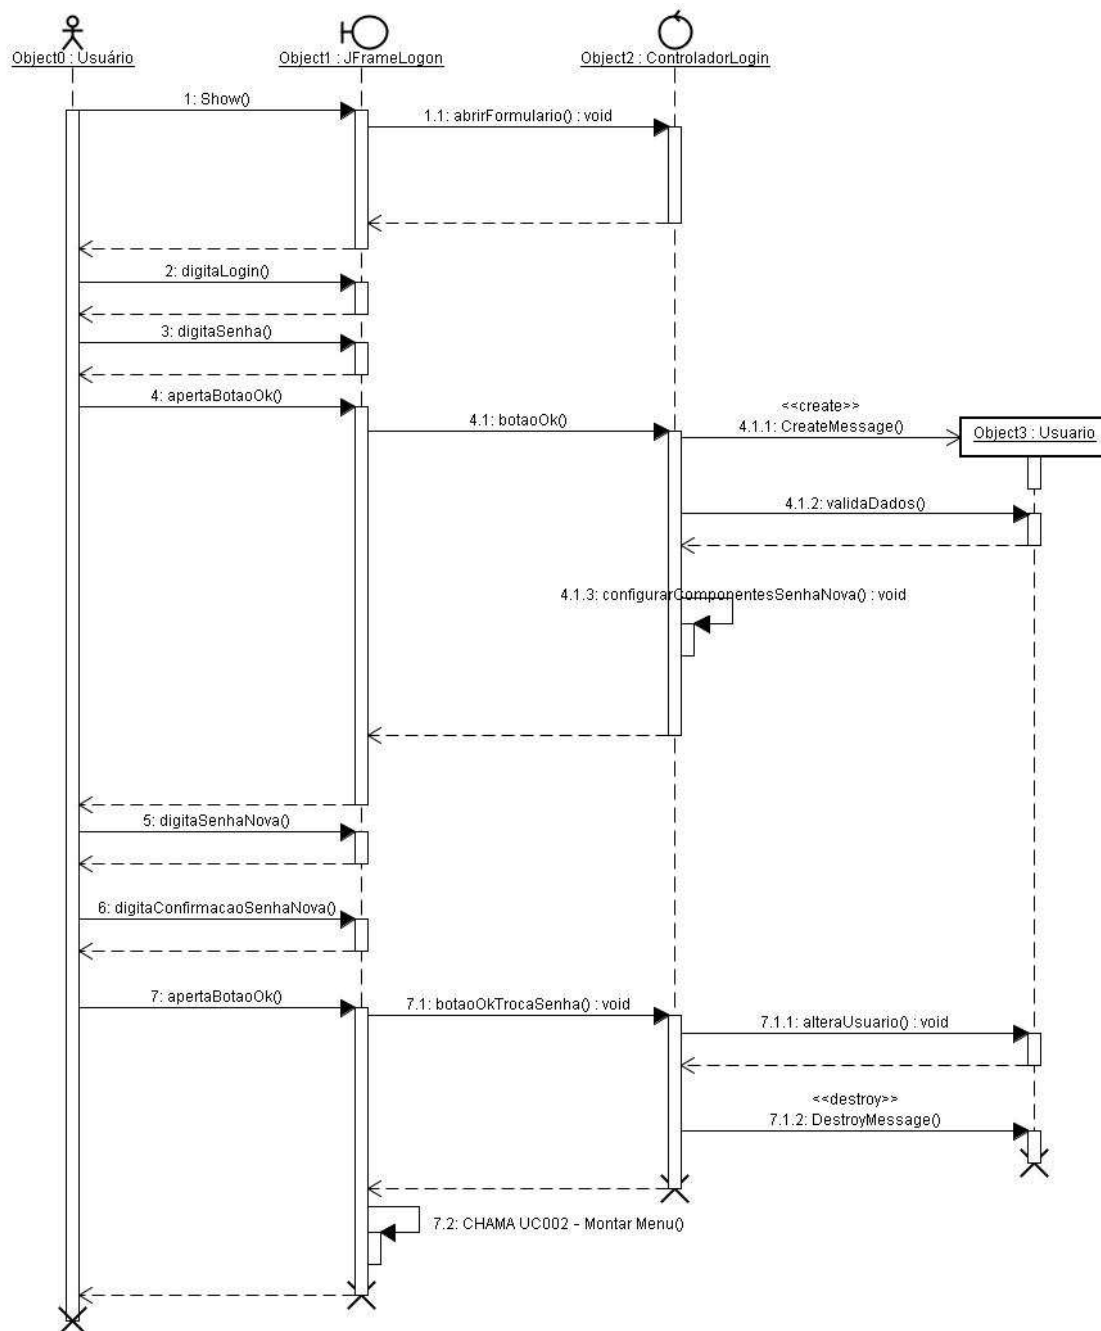 Object0 : Usuário
Object1 : JFrameLogon
Object2 : ControladorLogin
1: Show()
1.1: abrirFormulario() : void
2: digitaLogin()
3: digitaSenha()
4: apertaBotaoOk()
4.1: botaoOk()
<<create>>
4.1.1: CreateMessage()
Object3 : Usuario
4.1.2: validaDados()
4.1.3: configurarComponentesSenhaNova() : void
5: digitaSenhaNova()
6: digitaConfirmacaoSenhaNova()
7: apertaBotaoOk()
7.1: botaoOkTrocaSenha() : void
7.1.1: alteraUsuario() : void
<<destroy>>
7.1.2: DestroyMessage()
7.2: CHAMA UC002 - Montar Menu()